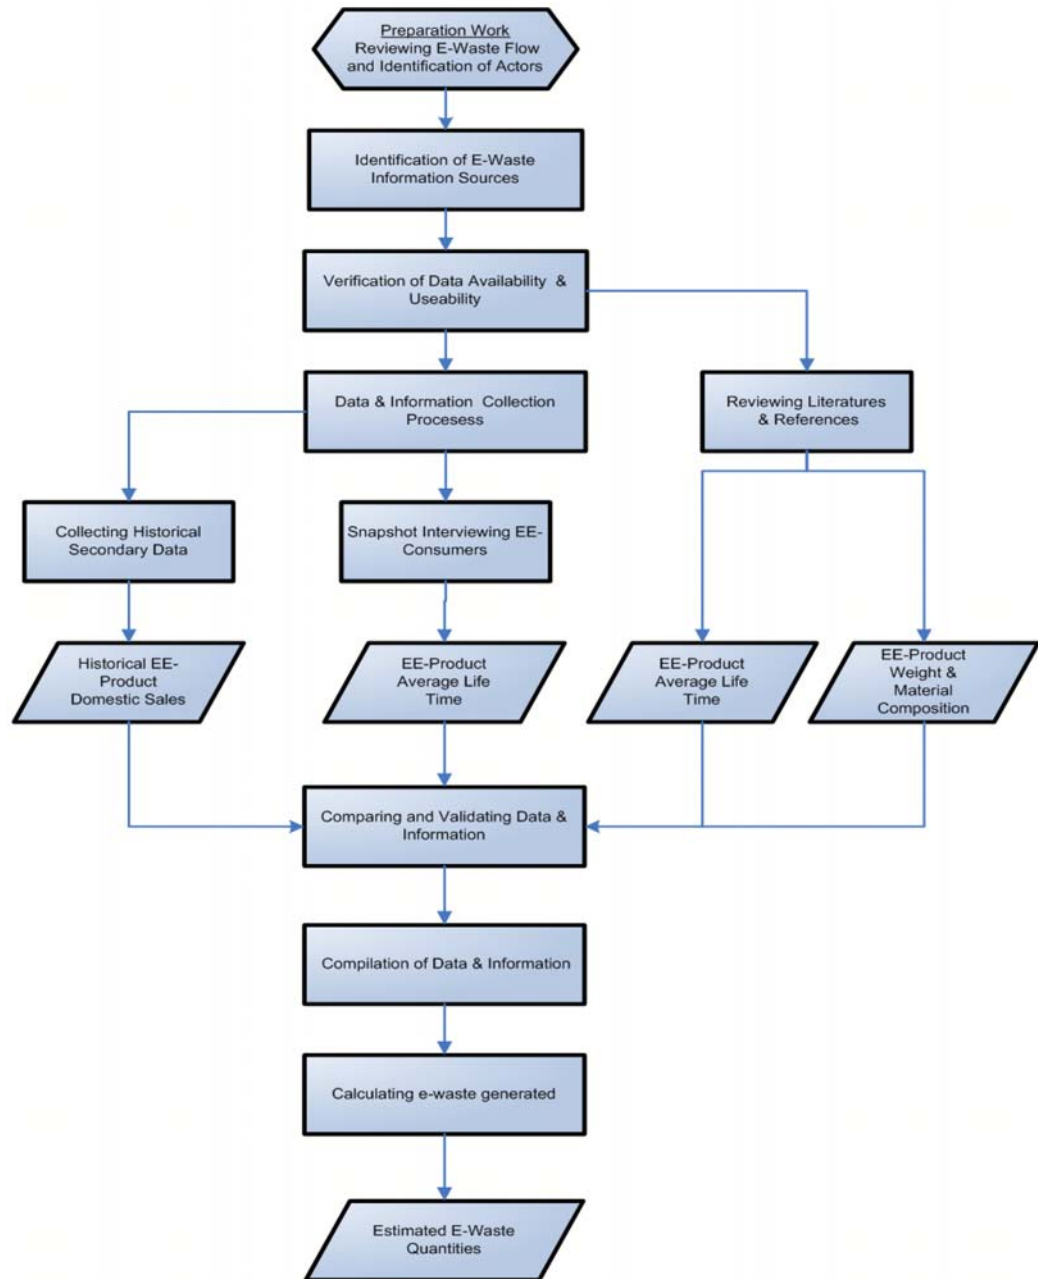 Preparation Work
Reviewing E-Waste Flow
and Identification of Actors
Identification of E-Waste
Information Sources
Verification of Data Availability &
Useability
Data & Information Collection
Procesess
Reviewing Literatures
& References
Collecting Historical
Secondary Data
Snapshot Interviewing EE-
Consumers
Historical EE-
Product
Domestic Sales
EE-Product
Average Life
Time
EE-Product
Average Life
Time
EE-Product
Weight &
Material
Composition
Comparing and Validating Data &
Information
Compilation of Data & Information
Calculating e-waste generated
Estimated E-Waste
Quantities